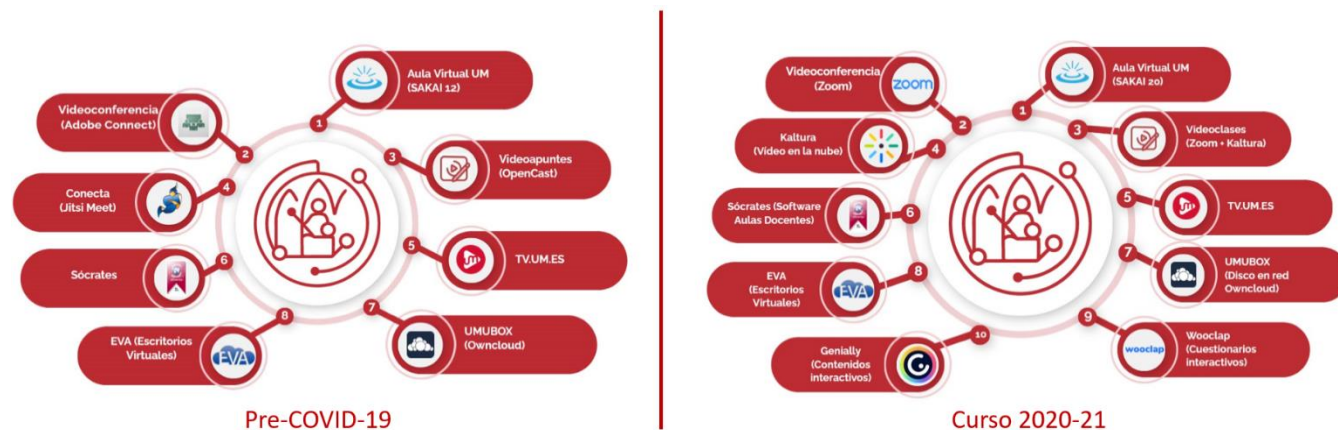 1
Aula Virtual UM
(SAKAI 12)
Videoconferencia
(Adobe Connect)
2
3
Videoapuntes
(OpenCast)
Conecta
(Jitsi Meet)
4
5
TV.UM.ES
um
Sócrates
6
7
UMUBOX
(Owncloud)
8
EVA (Escritorios
Virtuales)
EVA
Pre-COVID-19
1
Aula Virtual UM
(SAKAI 20)
Videoconferencia
(Zoom)
zoom
2
3
Videoclases
(Zoom + Kaltura)
Kaltura
(Vídeo en la nube)
4
5
TV.UM.ES
um
Sócrates (Software
Aulas Docentes)
6
7
UMUBOX
(Disco en red
Owncloud)
EVA
(Escritorios
Virtuales)
EVA
8
9
Wooclap
(Cuestionarios
interactivos)
wooclap
10
Genially
(Contenidos
interactivos)
Curso 2020-21